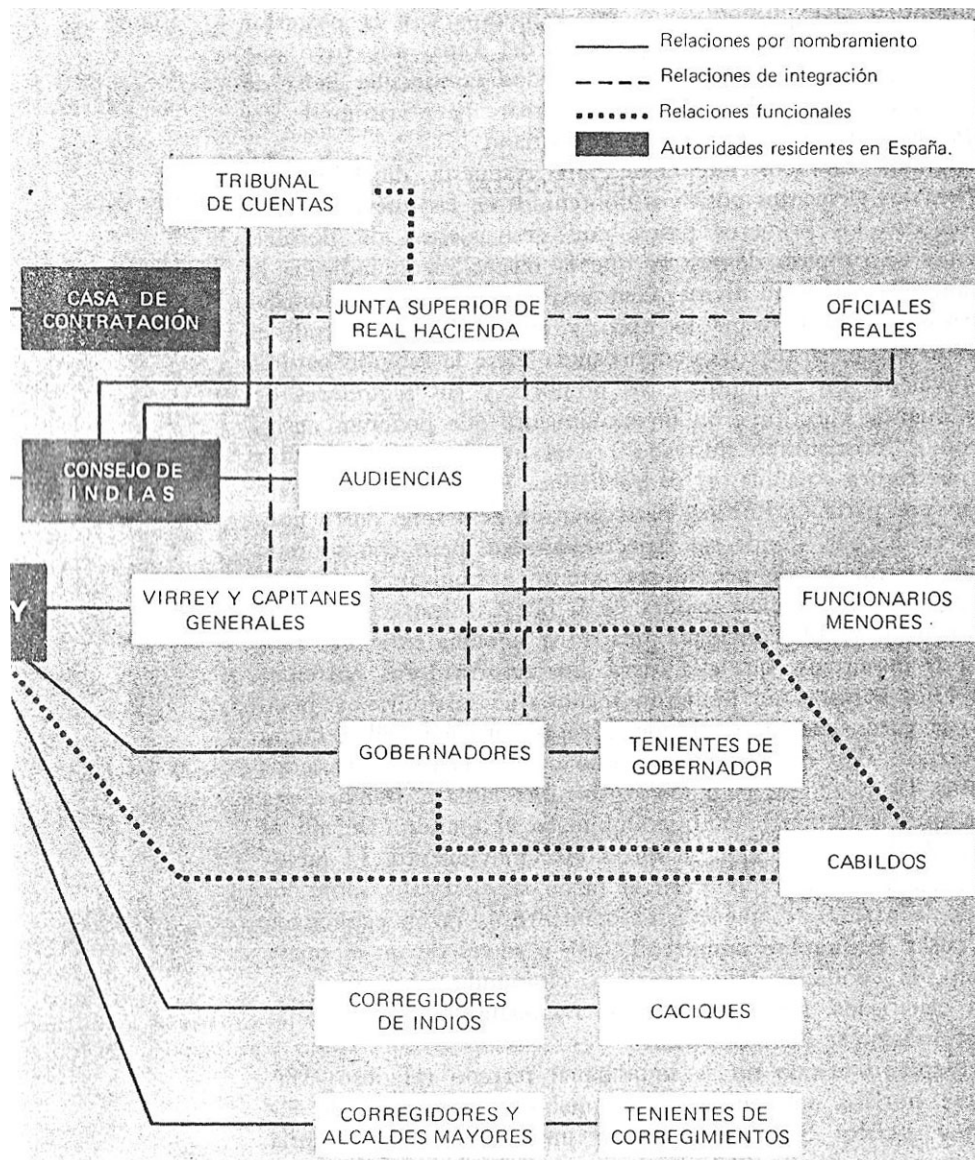 Relaciones por nombramiento
Relaciones de integración
Relaciones funcionales
Autoridades residentes en España.
TRIBUNAL
DE CUENTAS
CASA DE
CONTRATACIÓN
JUNTA SUPERIOR DE
REAL HACIENDA
OFICIALES
REALES
CONSEJO DE
INDIAS
AUDIENCIAS
Y
VIRREY Y CAPITANES
GENERALES
FUNCIONARIOS
MENORES
GOBERNADORES
TENIENTES DE
GOBERNADOR
CABILDOS
CORREGIDORES
DE INDIOS
CACIQUES
CORREGIDORES Y
ALCALDES MAYORES
TENIENTES DE
CORREGIMIENTOS